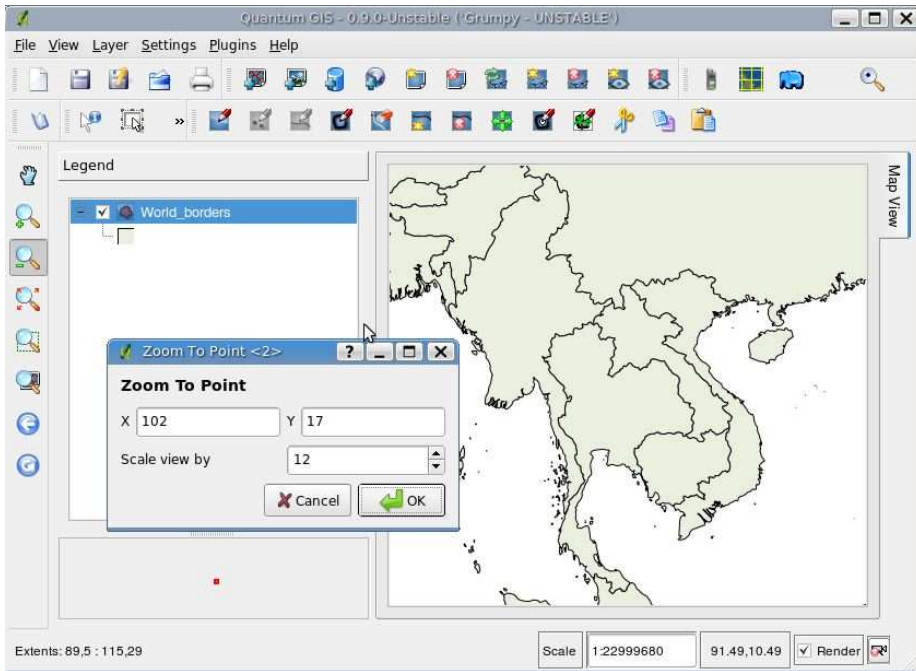 Quantum GIS - 0.9.0-Unstable ('Grumpy - UNSTABLE')
File View Layer Settings Plugins Help
»
Legend
Map View
World_borders
Zoom To Point <2>
?
Zoom To Point
X 102 Y 17
Scale view by 12
Cancel OK
Extents: 89,5 : 115,29 Scale 1:22999680 91.49,10.49 Render